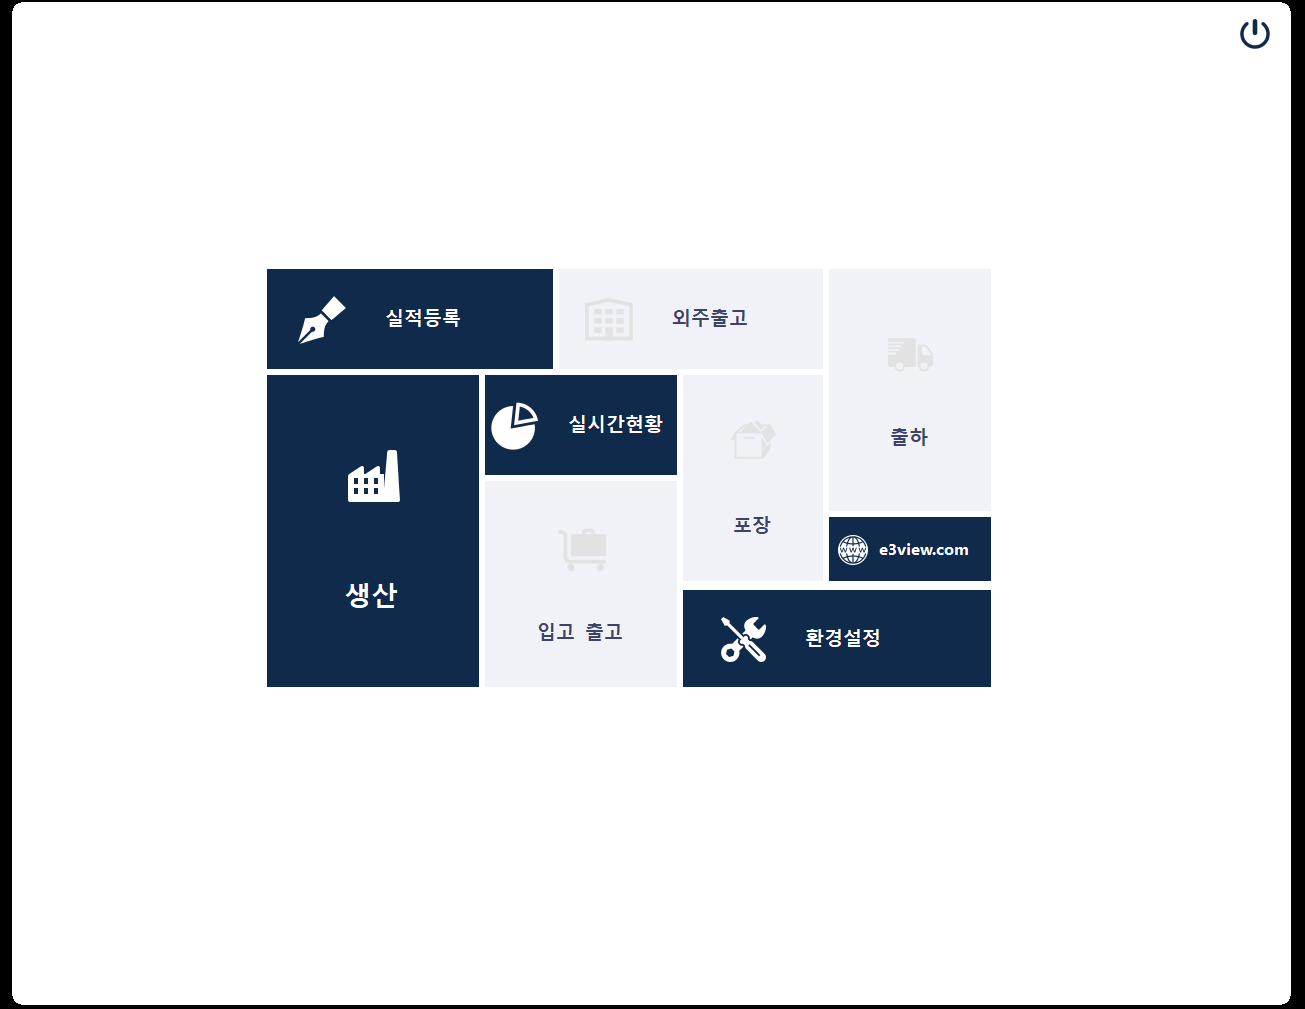 실적등록
외주출고
출하
생산
실시간현황
포장
입고 출고
e3view.com
환경설정